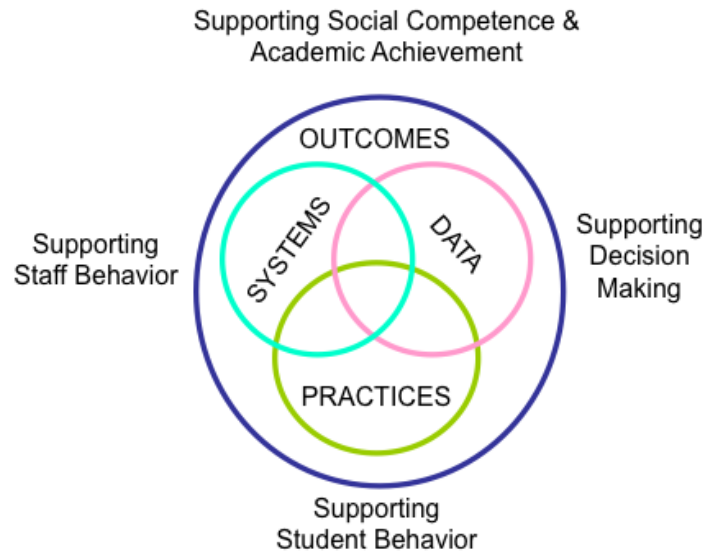 Supporting Social Competence &
Academic Achievement
OUTCOMES
SYSTEMS
DATA
Supporting
Staff Behavior
Supporting
Decision
Making
PRACTICES
Supporting
Student Behavior